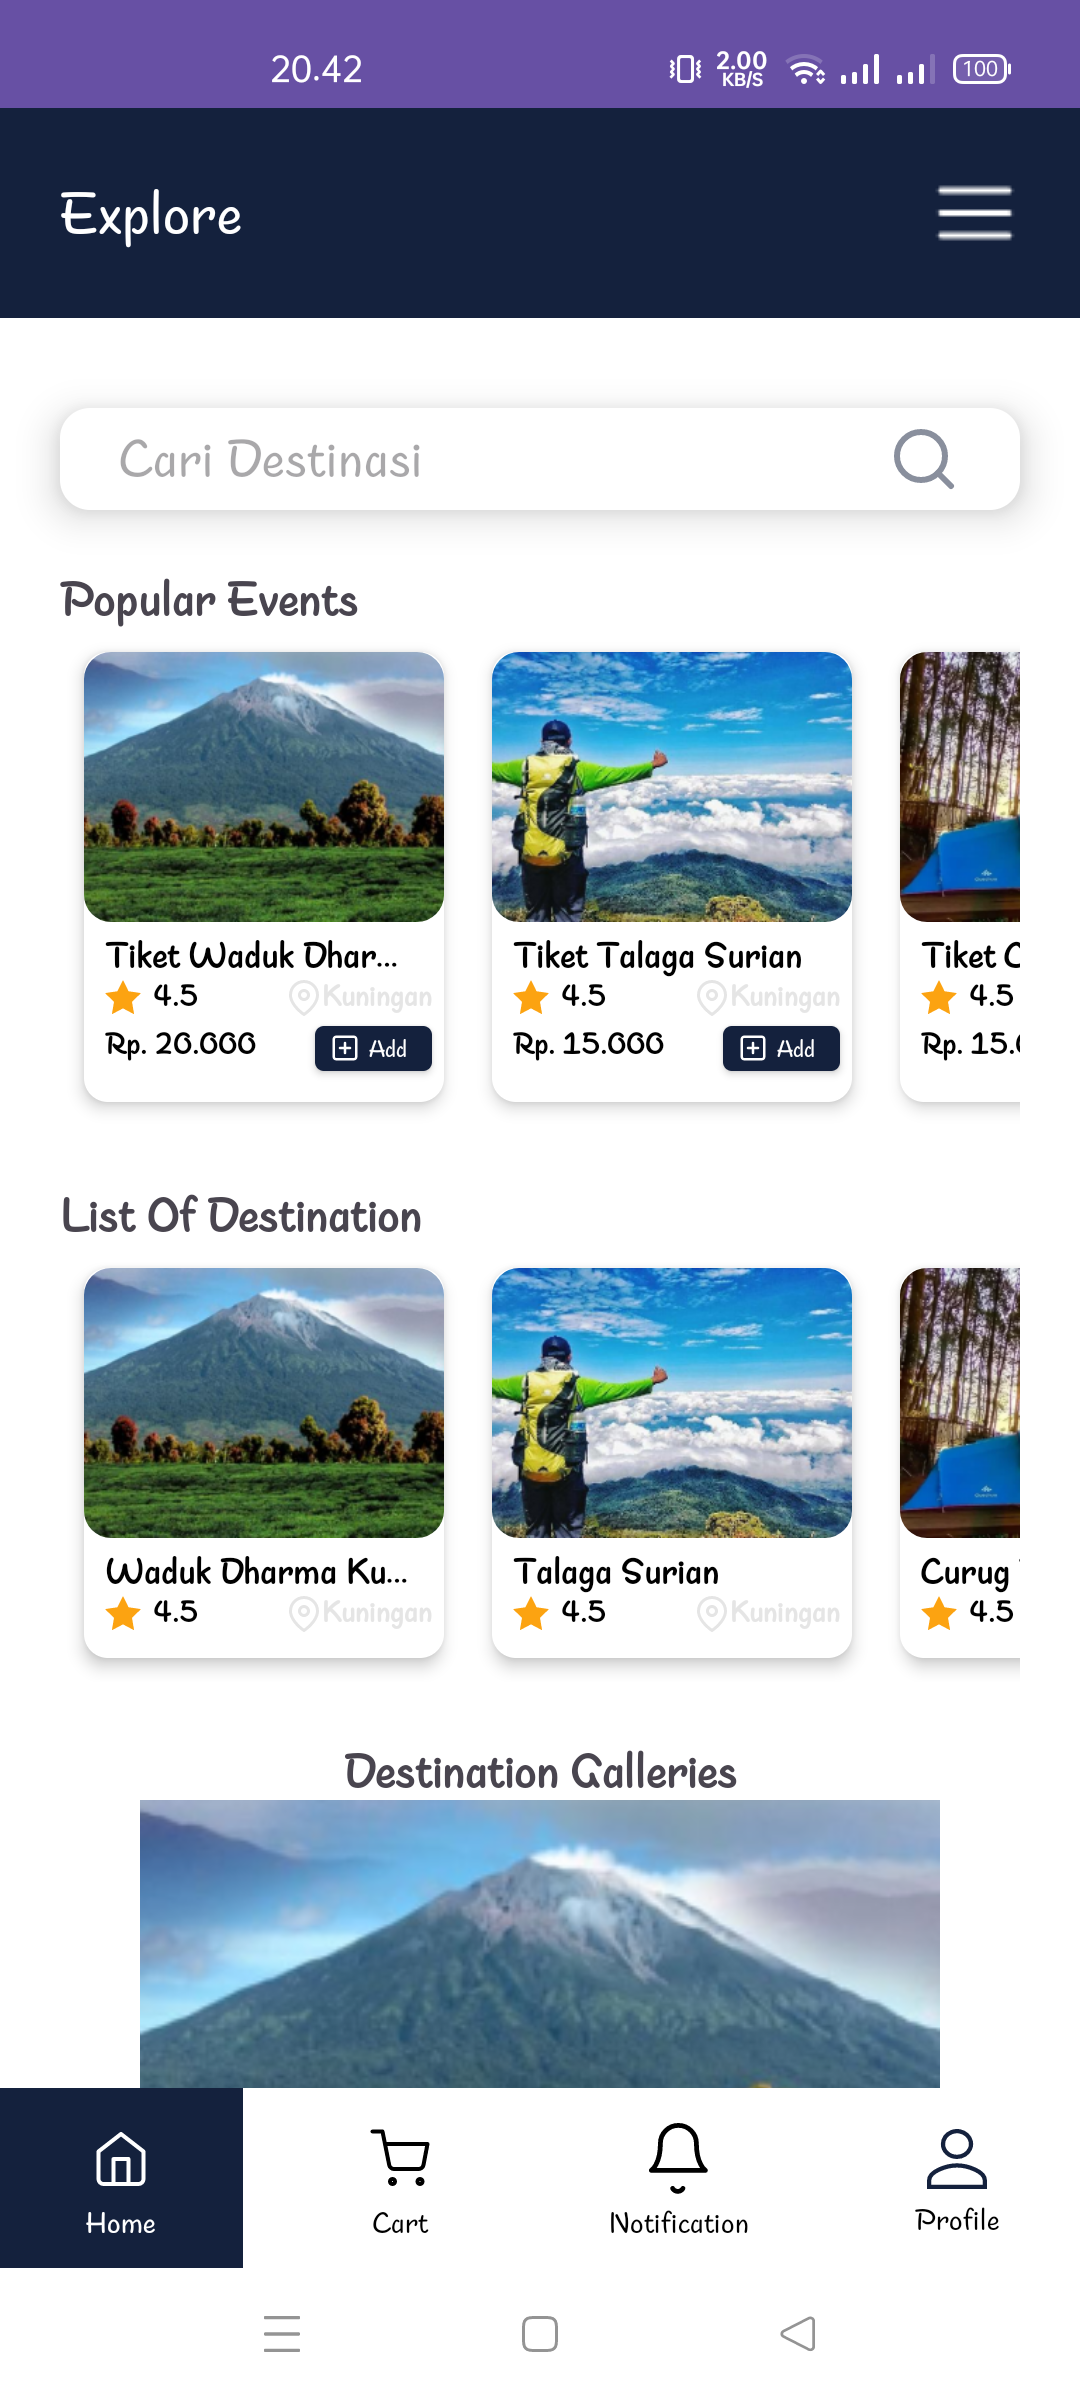 20.42
2.00
KB/S
100
Explore
Cari Destinasi
Popular Events
Tiket Waduk Dhar...
4.5 Kuningan
Rp. 20.000 Add
Tiket Talaga Surian
4.5 Kuningan
Rp. 15.000 Add
Tiket
4.5
Rp. 15.
List Of Destination
Waduk Dharma Ku...
4.5 Kuningan
Talaga Surian
4.5 Kuningan
Curug
4.5
Destination Galleries
Home
Cart
Notification
Profile